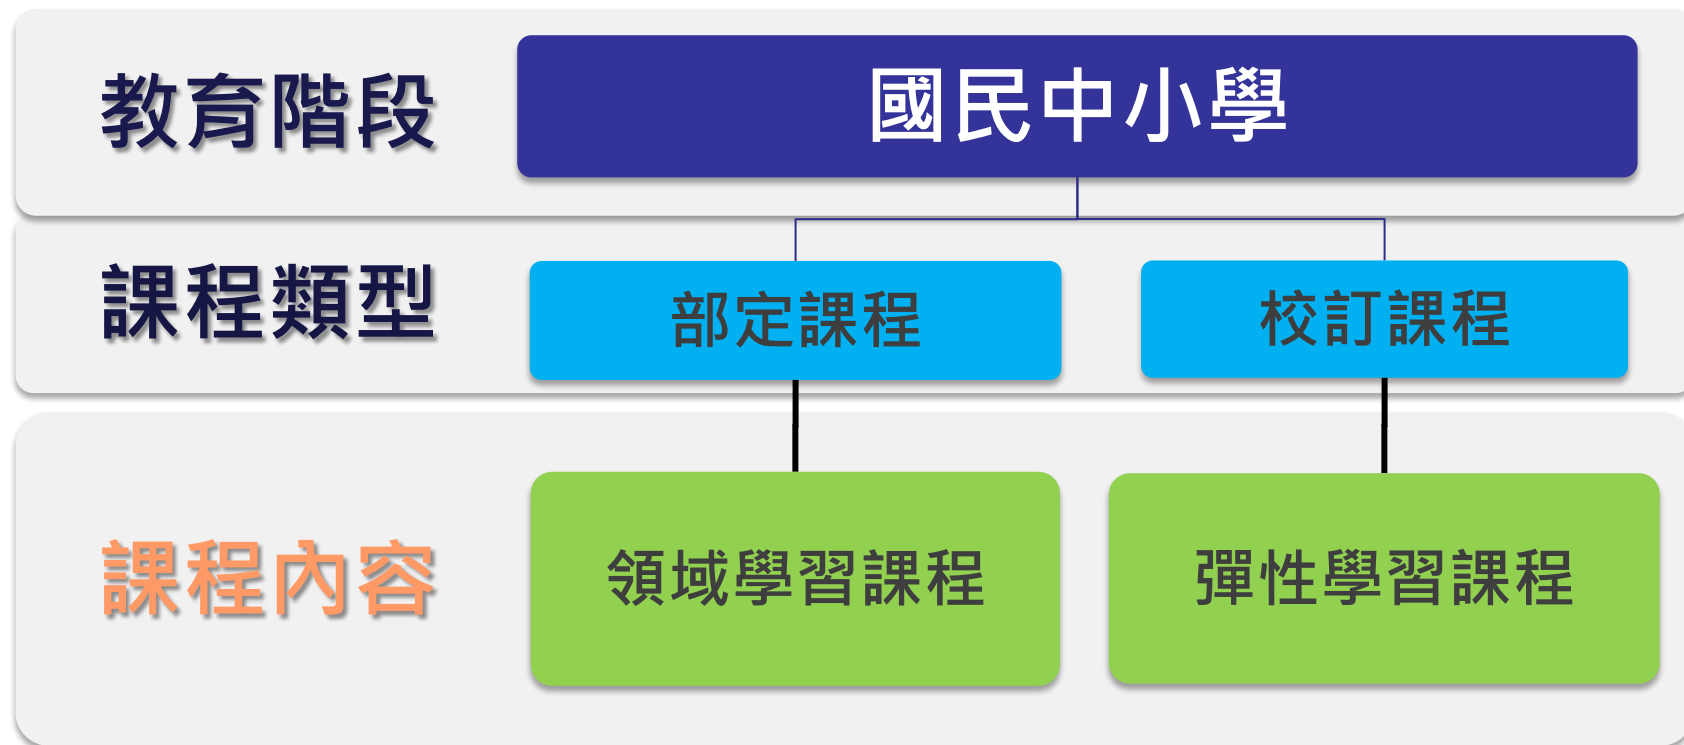 教育階段
國民中小學
課程類型
部定課程
校訂課程
課程內容
領域學習課程
彈性學習課程